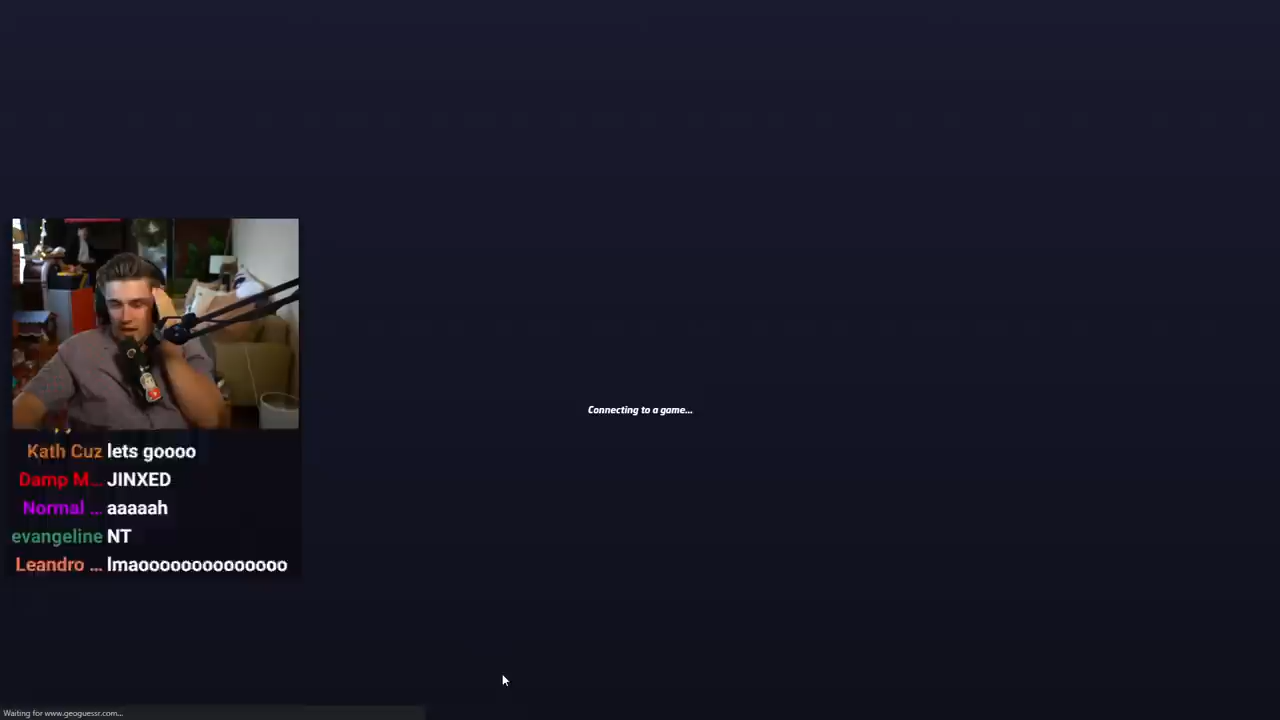 Connecting to a game...
Kath Cuz lets goooo
Damp M... JINXED
Normal ... aaaaah
evangeline NT
Leandro ... lmaoooooooooooooo
Waiting for www.geoguessr.com...